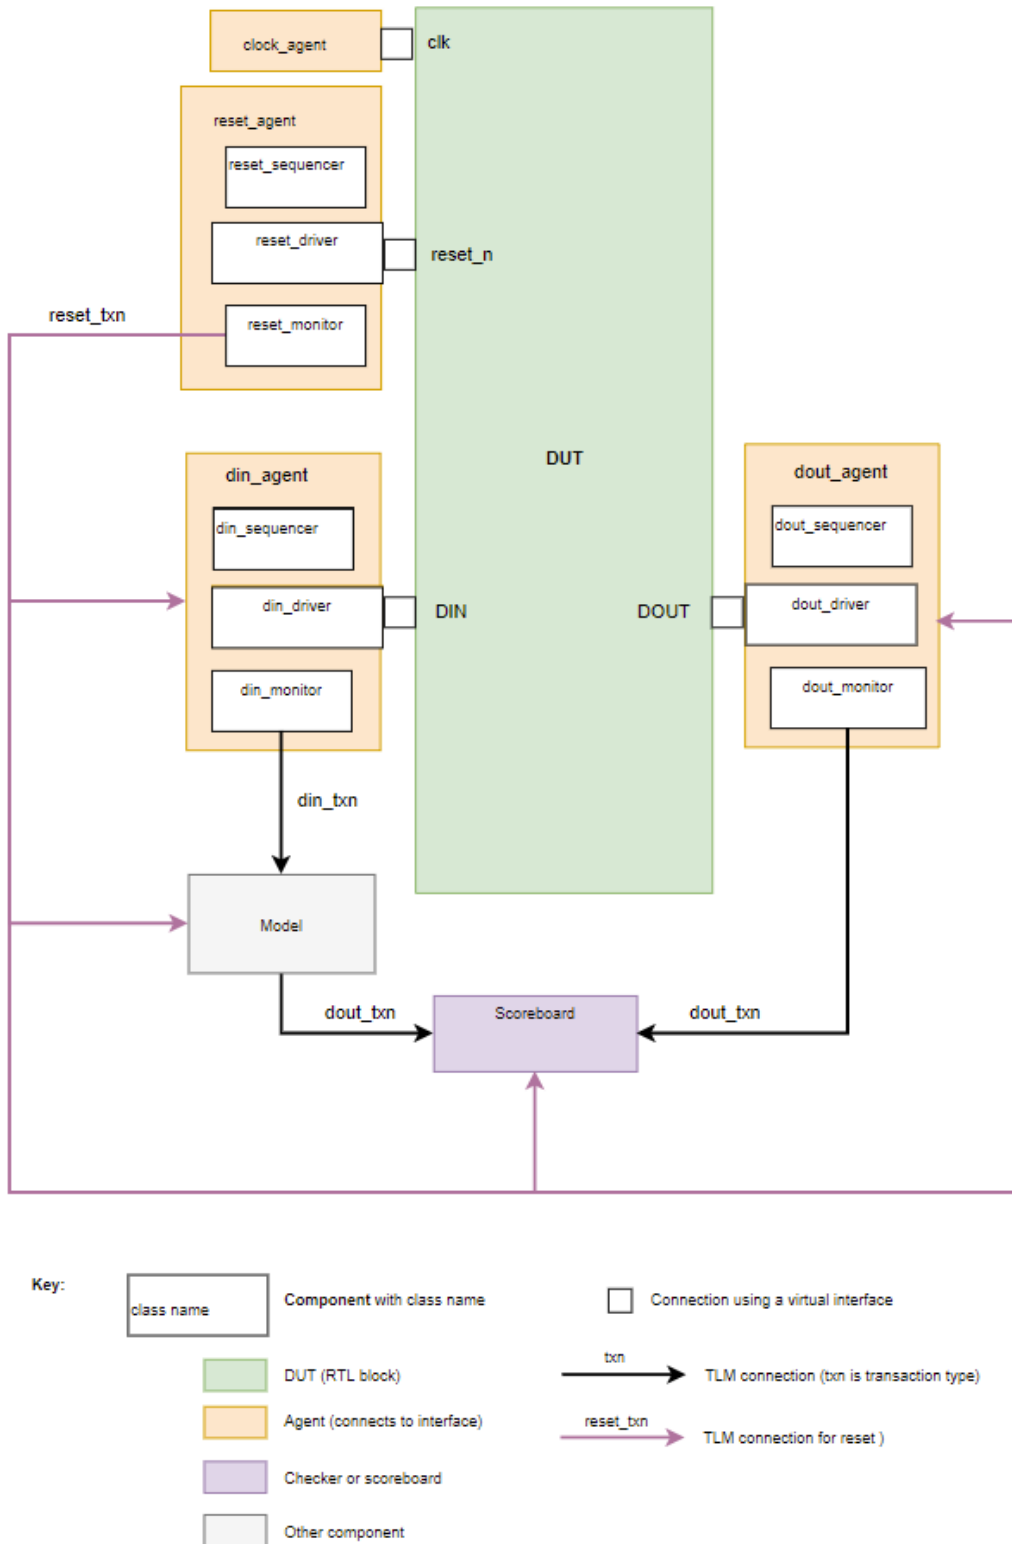 clock_agent
clk
reset_agent
reset_sequencer
reset_driver
reset_n
reset_txn
reset_monitor
DUT
din_agent
dout_agent
din_sequencer
dout_sequencer
din_driver
DIN
DOUT
dout_driver
din_monitor
dout_monitor
din_txn
Model
dout_txn
Scoreboard
dout_txn
Key:
class name
Component with class name
Connection using a virtual interface
DUT (RTL block)
txn
TLM connection (txn is transaction type)
Agent (connects to interface)
reset_txn
TLM connection for reset )
Checker or scoreboard
Other component